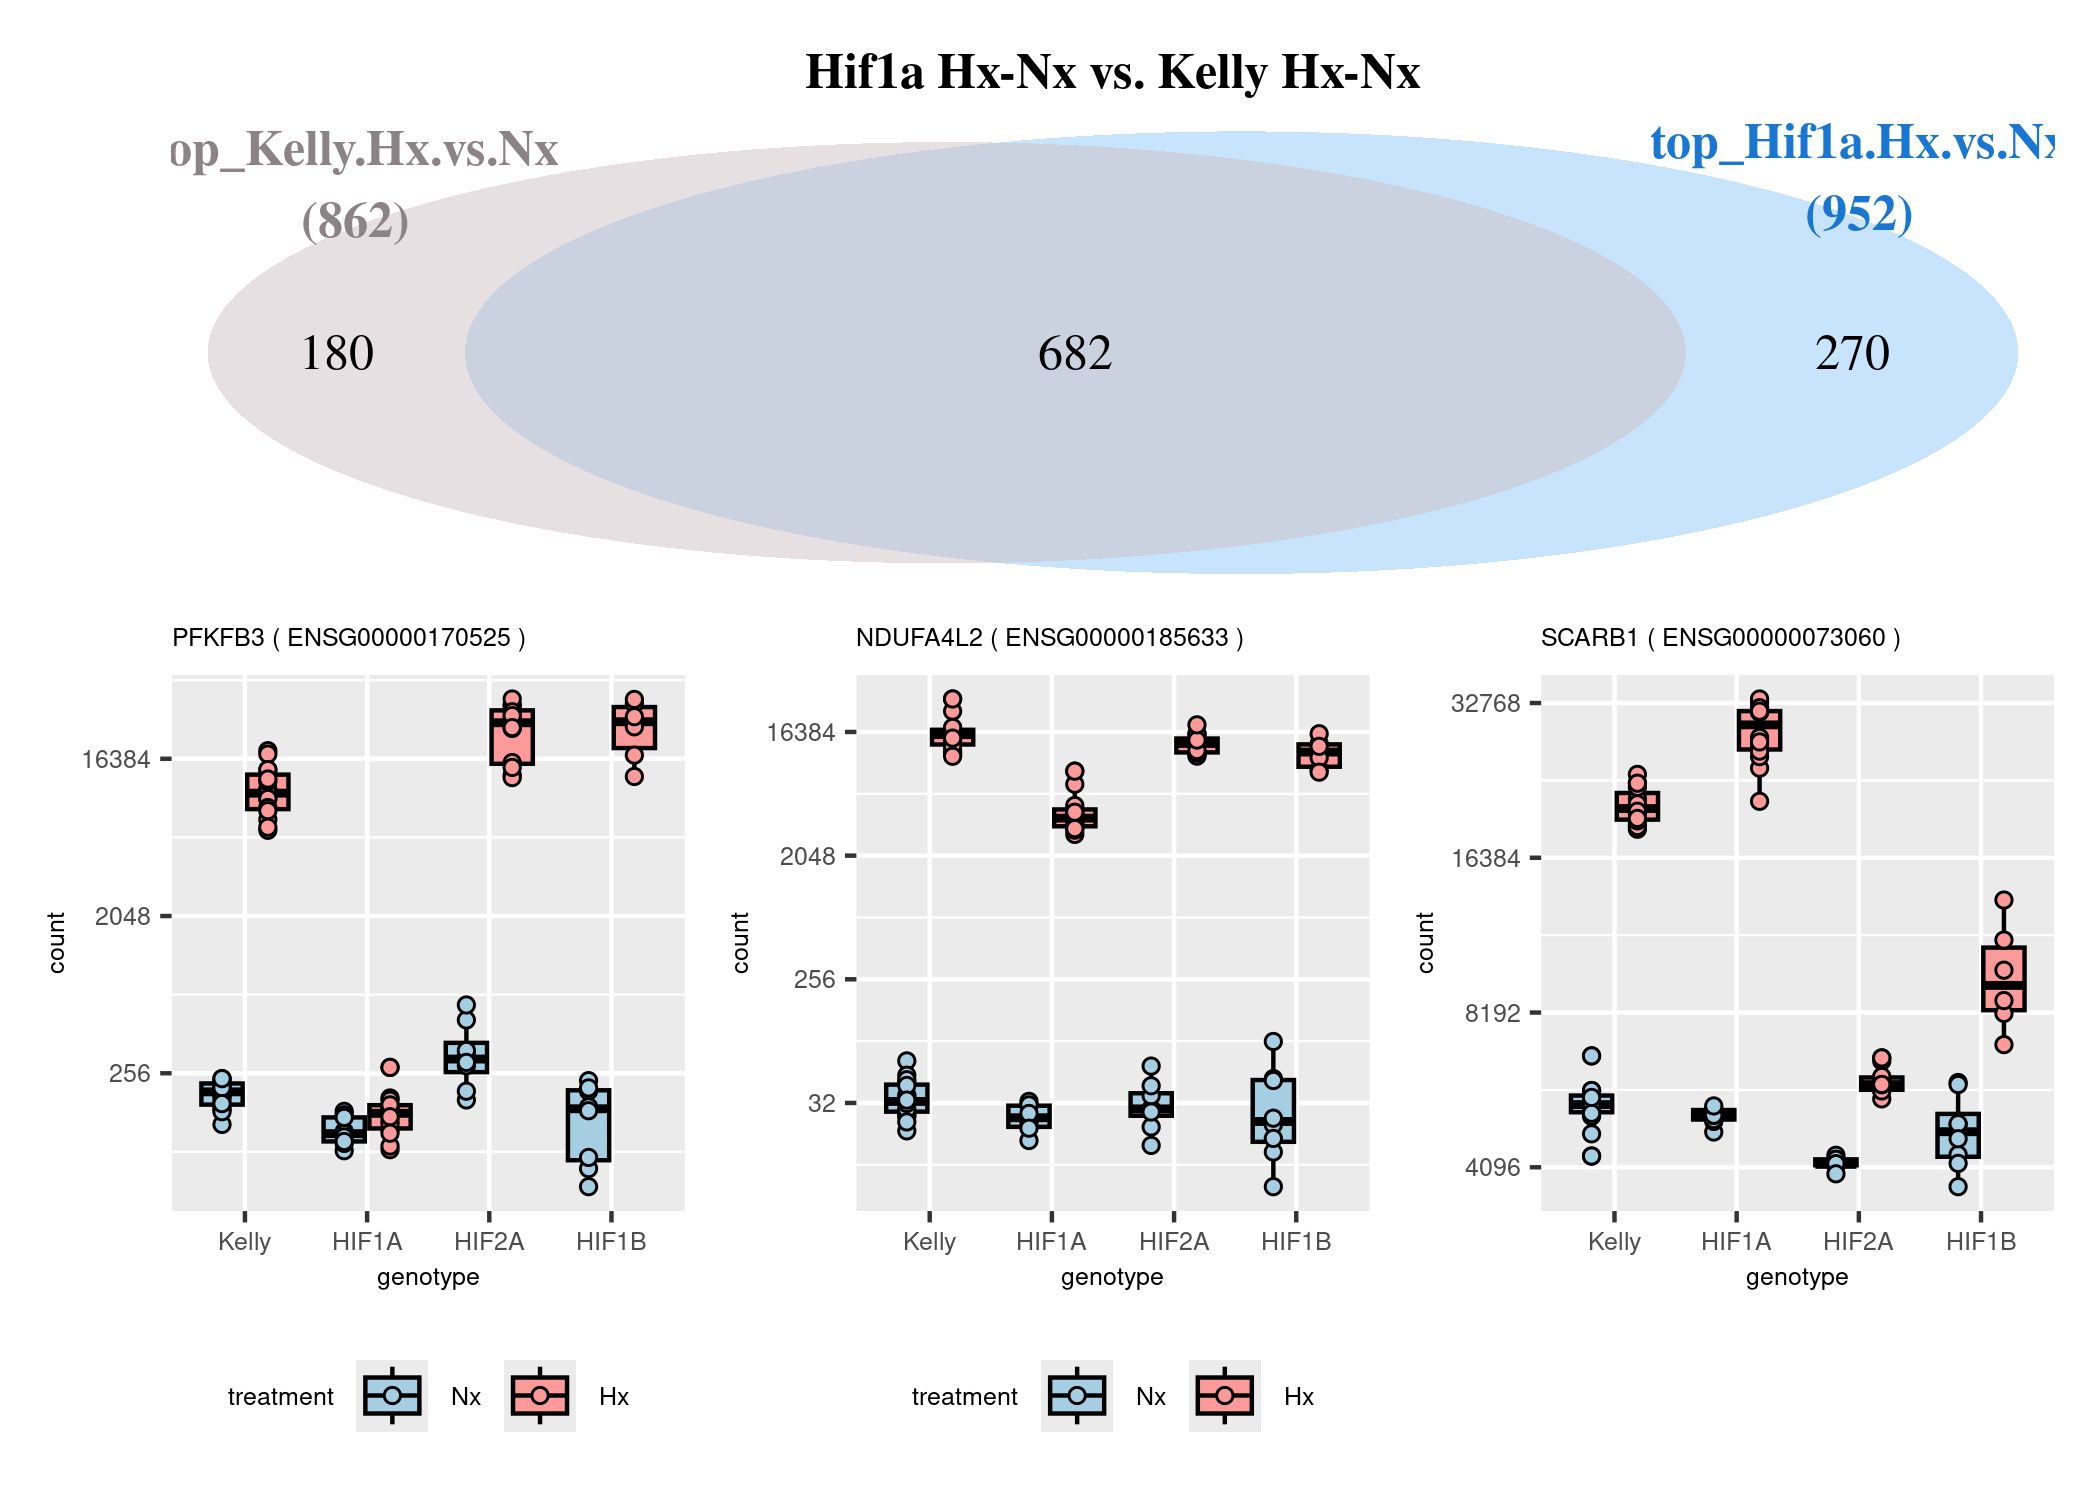 Hif1a Hx-Nx vs. Kelly Hx-Nx
op_Kelly.Hx.vs.Nx
(862)
top_Hif1a.Hx.vs.Nx
(952)
180
682
270
PFKFB3 ( ENSG00000170525 )
16384
2048
256
count
Kelly HIF1A HIF2A HIF1B
genotype
treatment Nx Hx
NDUFA4L2 ( ENSG00000185633 )
16384
2048
256
32
count
Kelly HIF1A HIF2A HIF1B
genotype
treatment Nx Hx
SCARB1 ( ENSG00000073060 )
32768
16384
8192
4096
count
Kelly HIF1A HIF2A HIF1B
genotype